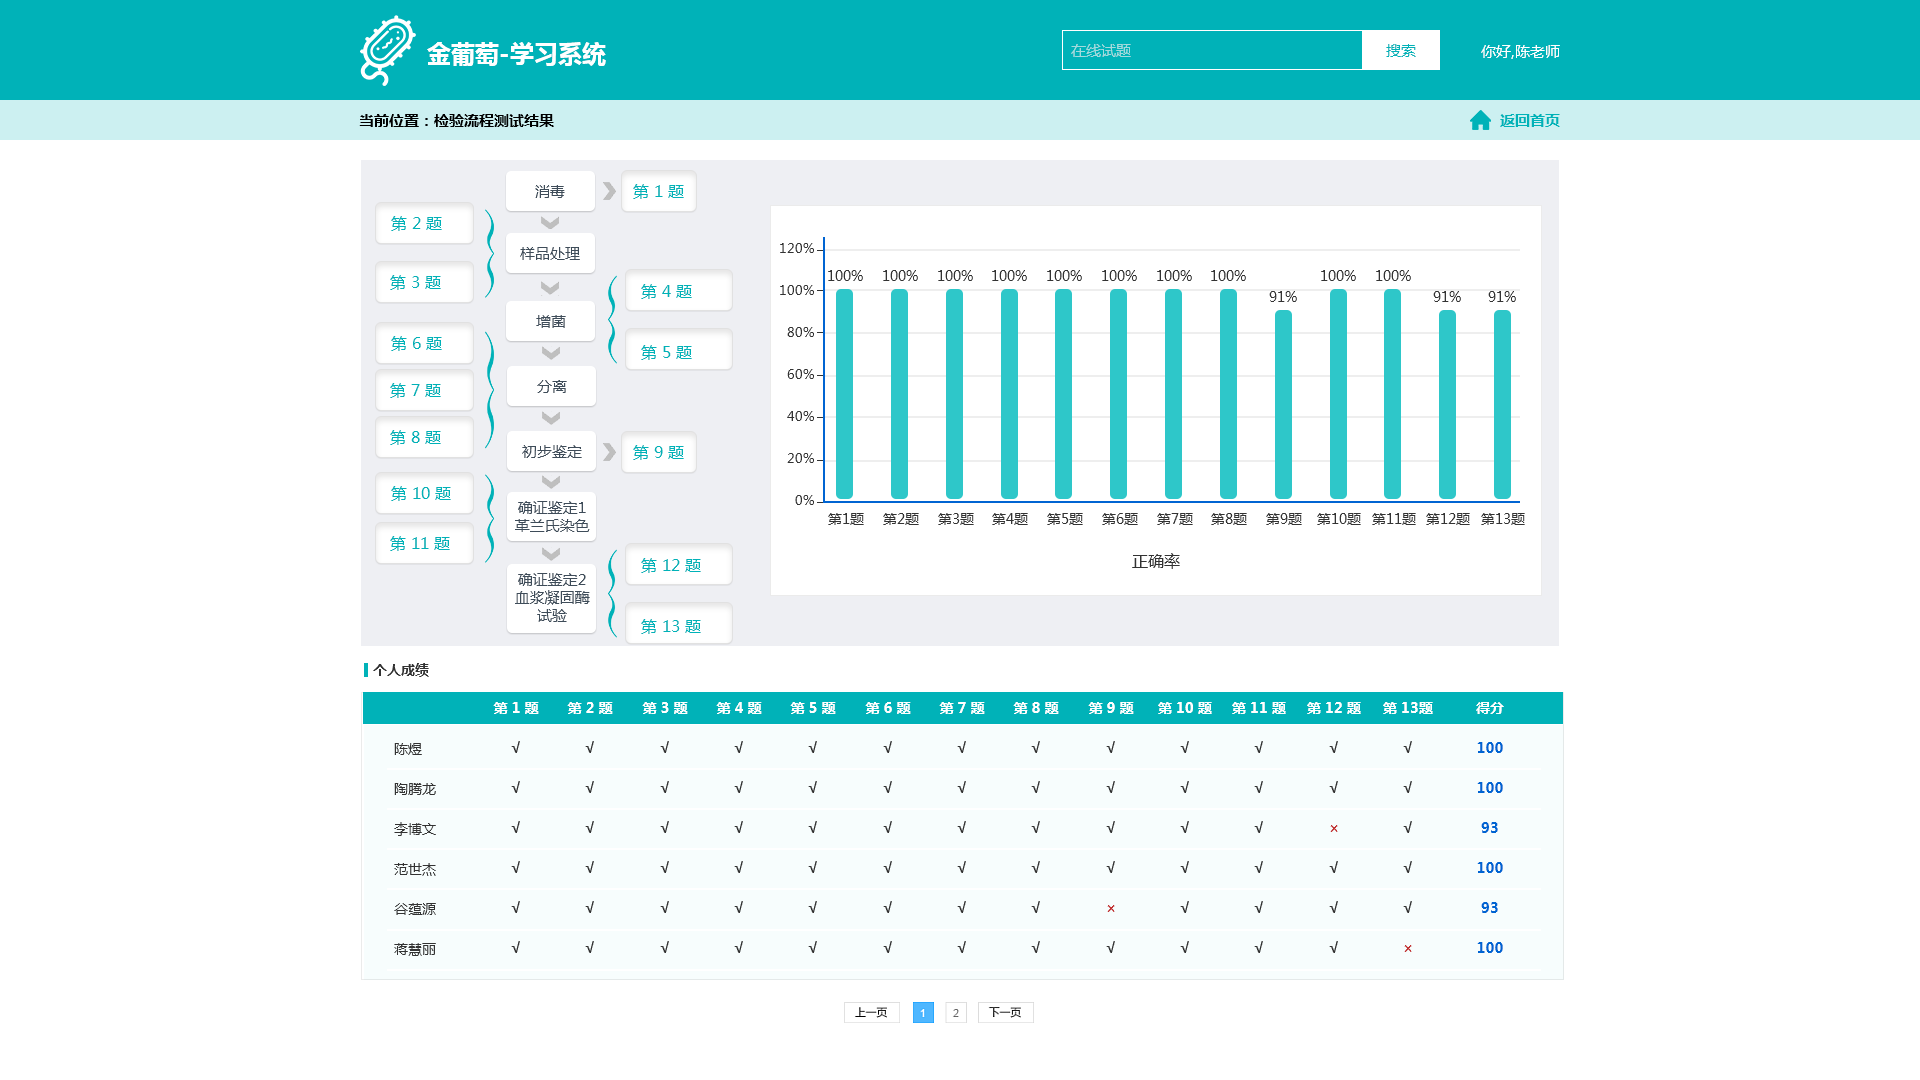 金葡萄-学习系统
在线试题
搜索
你好,陈老师
当前位置：检验流程测试结果
返回首页
消毒
第 1 题
第 2 题
样品处理
第 3 题
第 4 题
增菌
第 5 题
第 6 题
分离
第 7 题
第 8 题
初步鉴定
第 9 题
第 10 题
确证鉴定1
革兰氏染色
第 11 题
第 12 题
确证鉴定2
血浆凝固酶
试验
第 13 题
120%
100%
80%
60%
40%
20%
0%
100% 100% 100% 100% 100% 100% 100% 100% 91% 100% 100% 91% 91%
第1题 第2题 第3题 第4题 第5题 第6题 第7题 第8题 第9题 第10题 第11题 第12题 第13题
正确率
个人成绩
第 1 题 第 2 题 第 3 题 第 4 题 第 5 题 第 6 题 第 7 题 第 8 题 第 9 题 第 10 题 第 11 题 第 12 题 第 13题 得分
陈煜 √ √ √ √ √ √ √ √ √ √ √ √ √ 100
陶腾龙 √ √ √ √ √ √ √ √ √ √ √ √ √ 100
李博文 √ √ √ √ √ √ √ √ √ √ √ × √ 93
范世杰 √ √ √ √ √ √ √ √ √ √ √ √ √ 100
谷蕴源 √ √ √ √ √ √ √ √ × √ √ √ √ 93
蒋慧丽 √ √ √ √ √ √ √ √ √ √ √ √ × 100
上一页 1 2 下一页